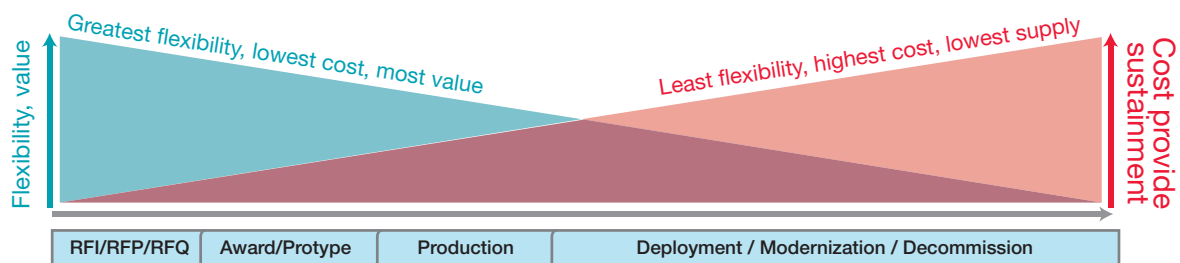 Greatest flexibility, lowest cost, most value
Least flexibility, highest cost, lowest supply
Flexibility, value
Cost provide
sustainment
RFI/RFP/RFQ
Award/Protype
Production
Deployment / Modernization / Decommission